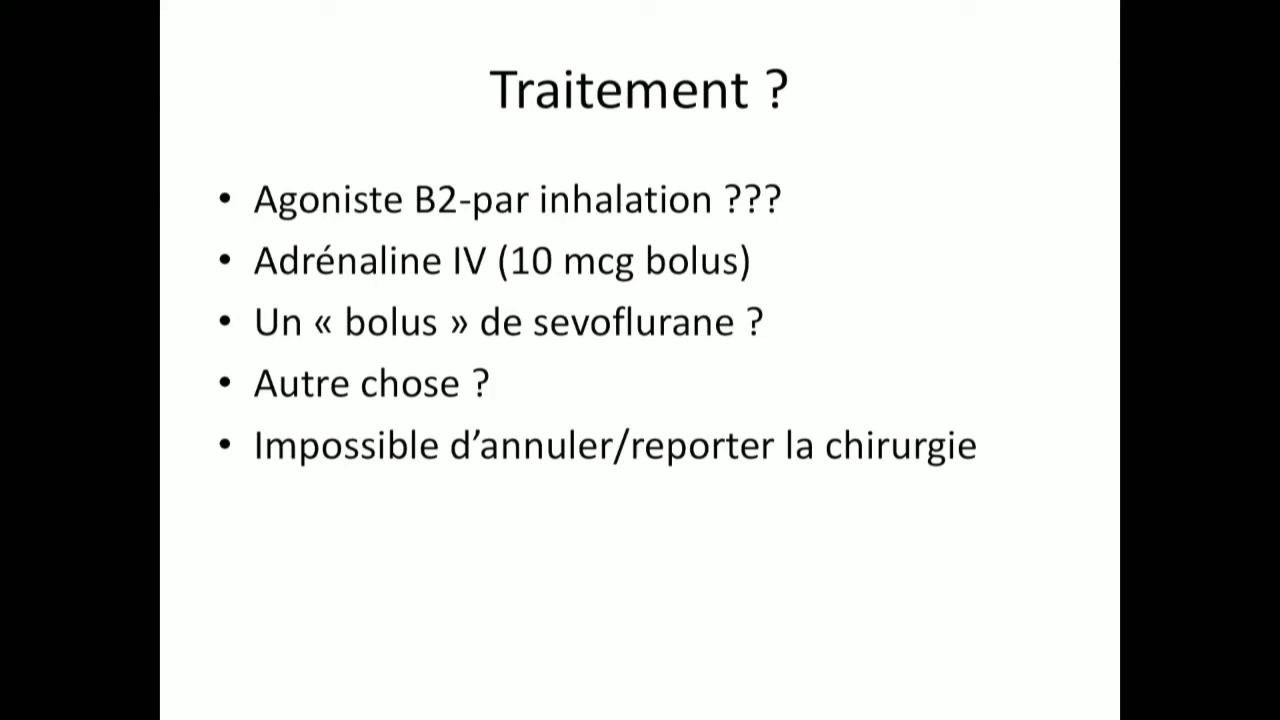 Traitement ?
• Agoniste B2-par inhalation ???
• Adrénaline IV (10 mcg bolus)
• Un « bolus » de sevoflurane ?
• Autre chose ?
• Impossible d’annuler/reporter la chirurgie